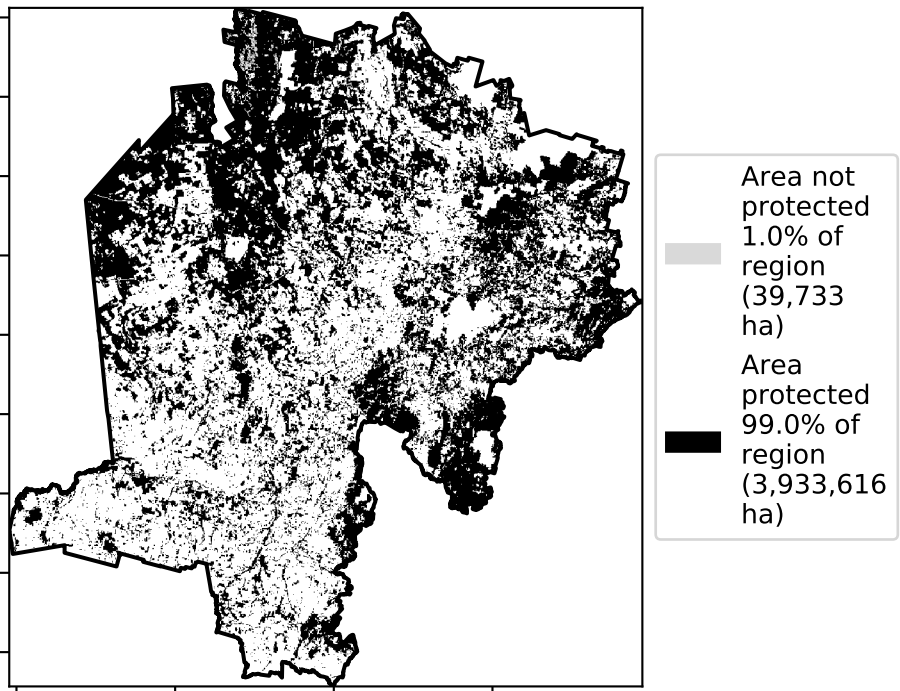 Area not
protected
1.0% of
region
(39,733
ha)
Area
protected
99.0% of
region
(3,933,616
ha)